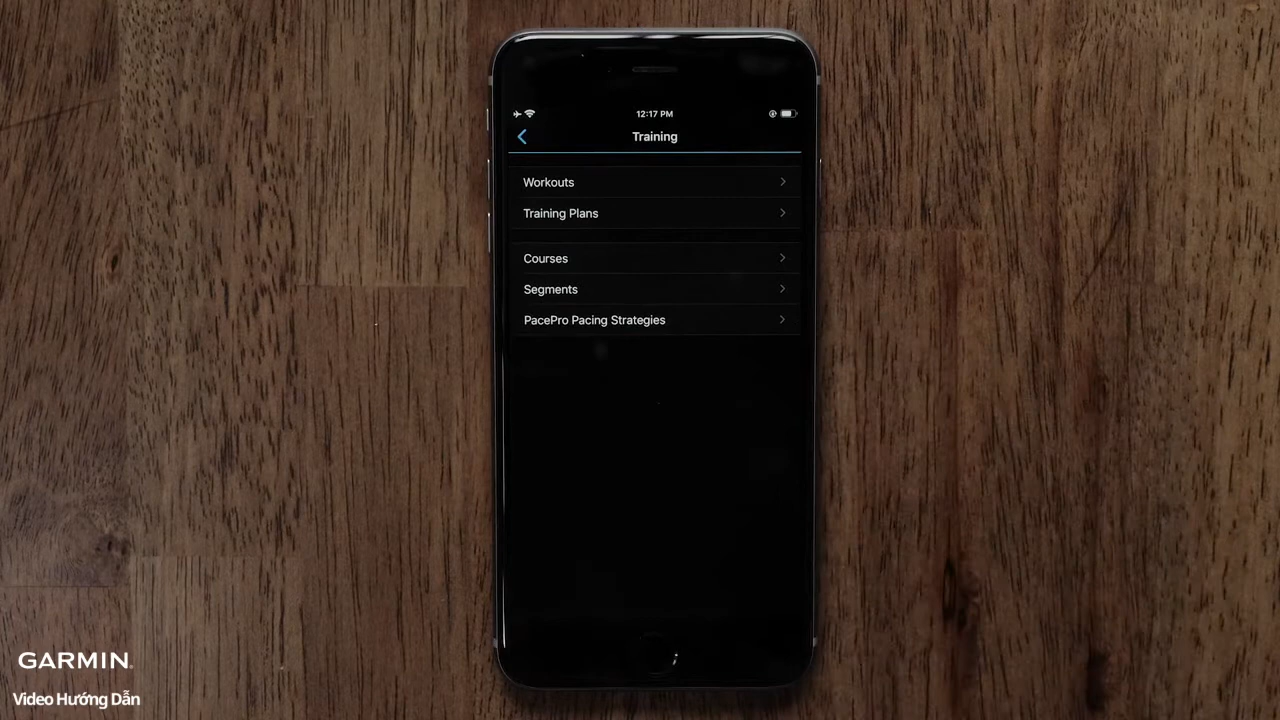 12:17 PM
Training
Workouts
Training Plans
Courses
Segments
PacePro Pacing Strategies
GARMIN.
Video Hướng Dẫn